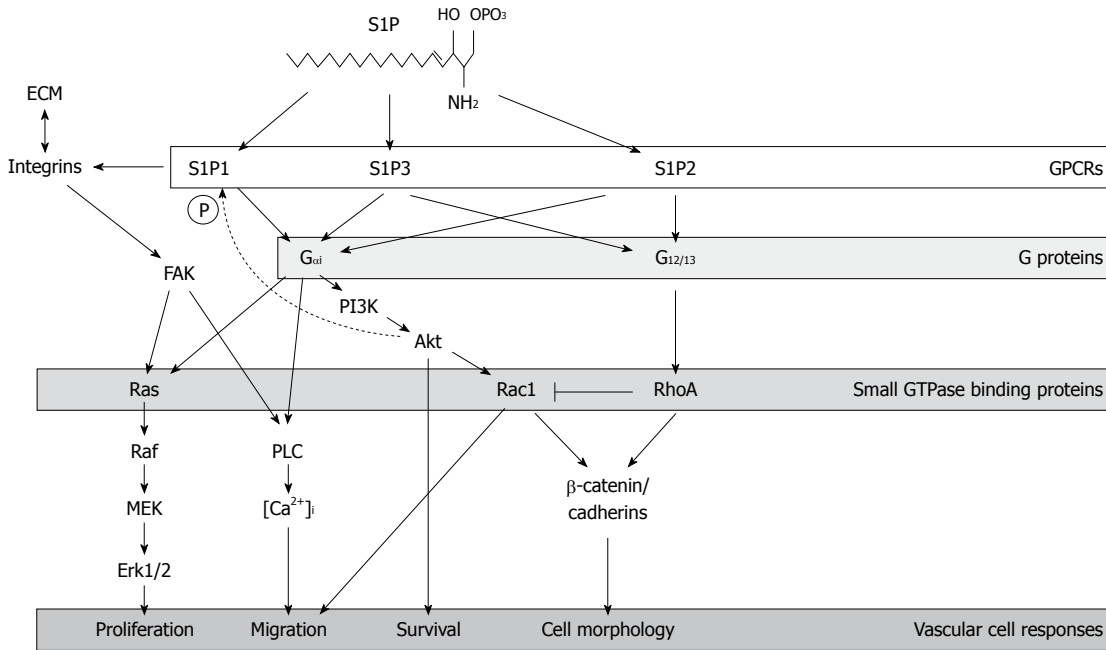 S1P
HO OPO₃
NH₂
ECM
Integrins
S1P1 S1P3 S1P2 GPCRs
P
Gαi G12/13 G proteins
FAK
PI3K
Akt
Ras Rac1 RhoA Small GTPase binding proteins
Raf PLC
β-catenin/
cadherins
MEK [Ca²⁺]i
Erk1/2
Proliferation Migration Survival Cell morphology Vascular cell responses